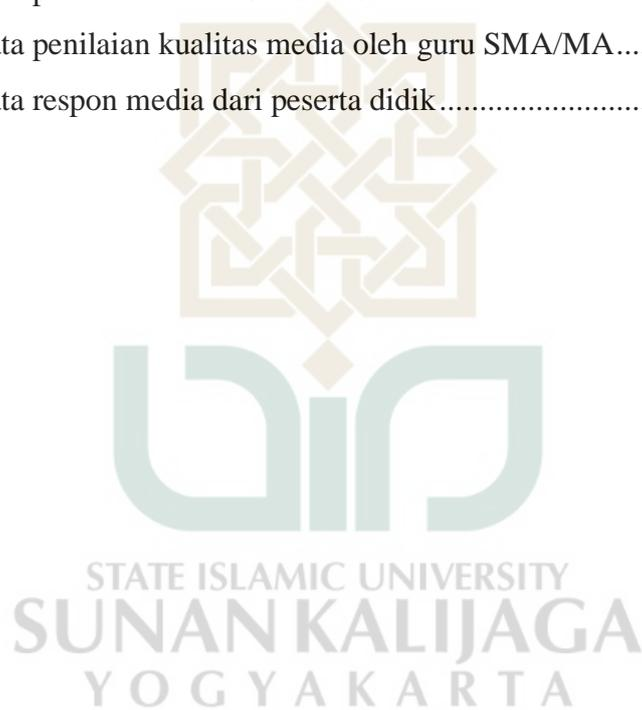 ta penilaian kualitas media oleh guru SMA/MA...
ta respon media dari peserta didik.........................
STATE ISLAMIC UNIVERSITY
SUNAN KALIJAGA
YOGYAKARTA